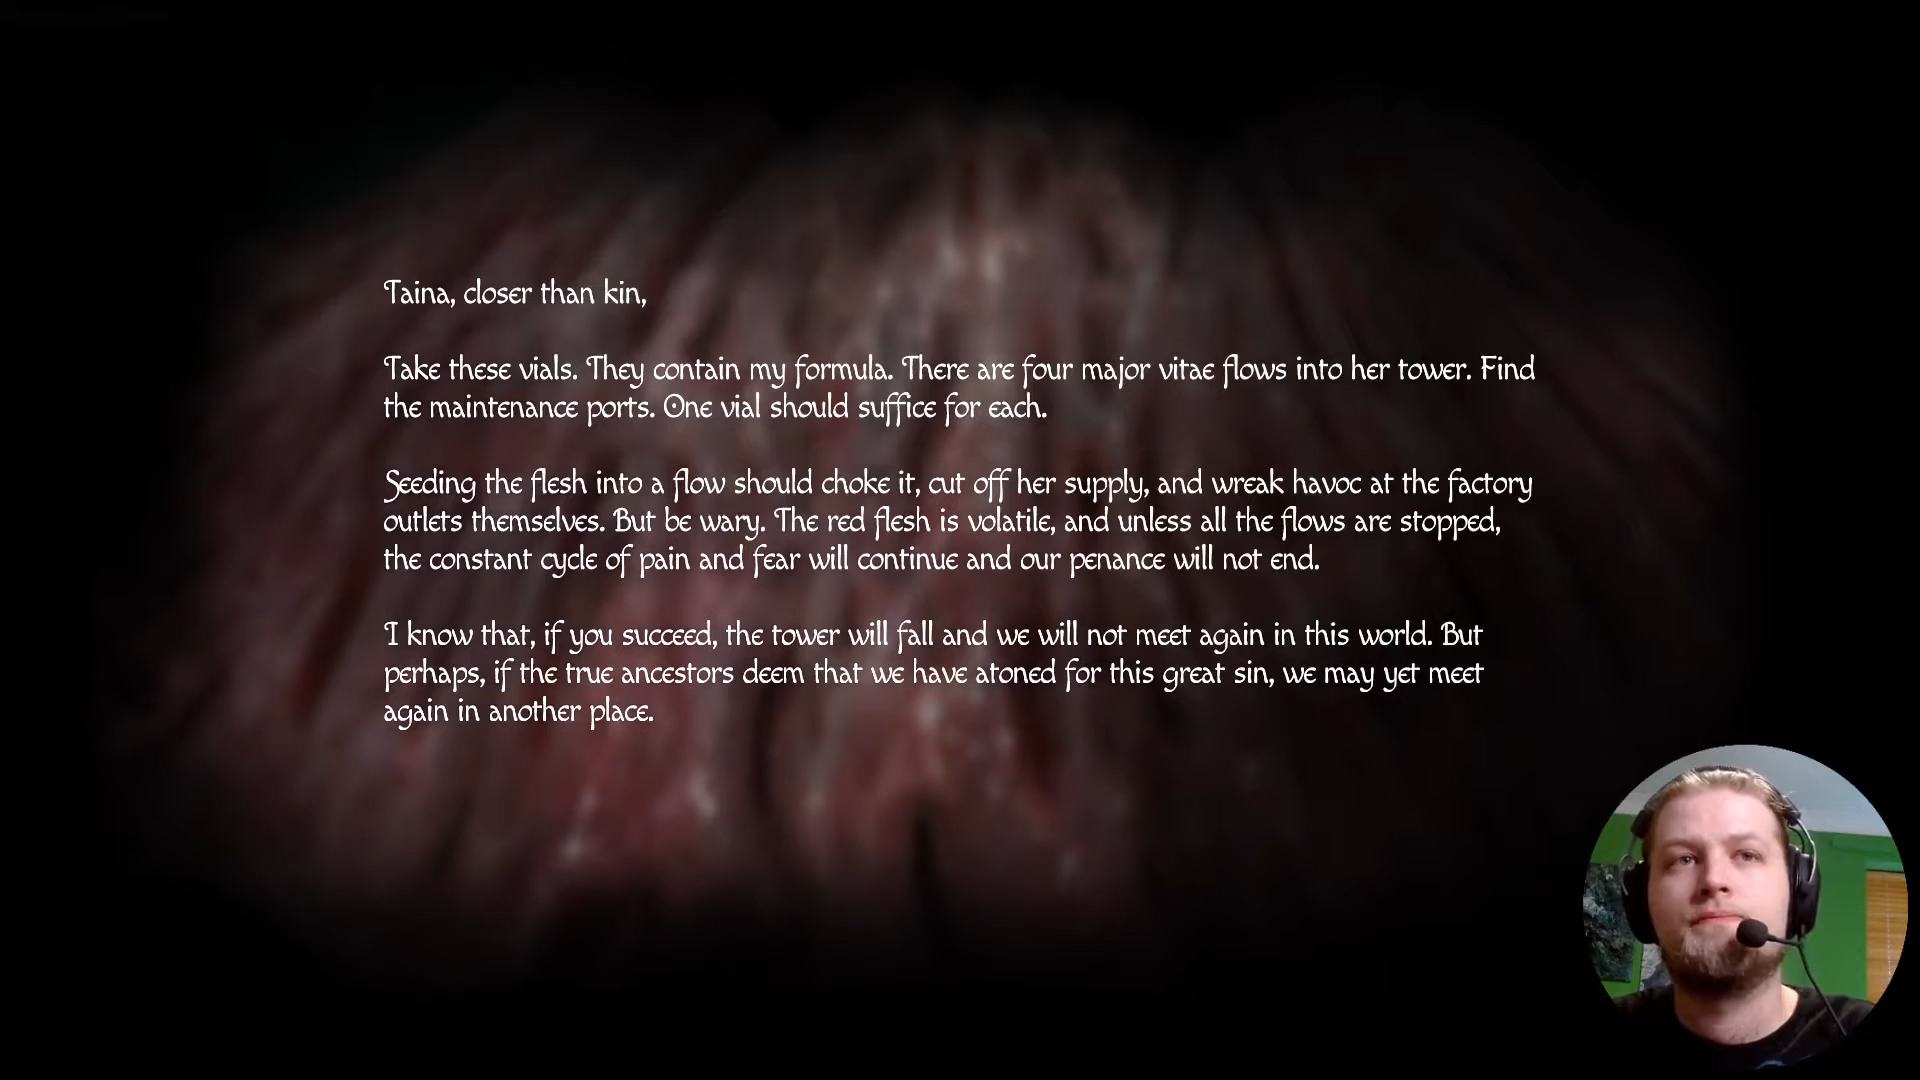 Taina, closer than kin,
Take these vials. They contain my formula. There are four major vitae flows into her tower. Find
the maintenance ports. One vial should suffice for each.
Seeding the flesh into a flow should choke it, cut off her supply, and wreak havoc at the factory
outlets themselves. But be wary. The red flesh is volatile, and unless all the flows are stopped,
the constant cycle of pain and fear will continue and our penance will not end.
I know that, if you succeed, the tower will fall and we will not meet again in this world. But
perhaps, if the true ancestors deem that we have atoned for this great sin, we may yet meet
again in another place.